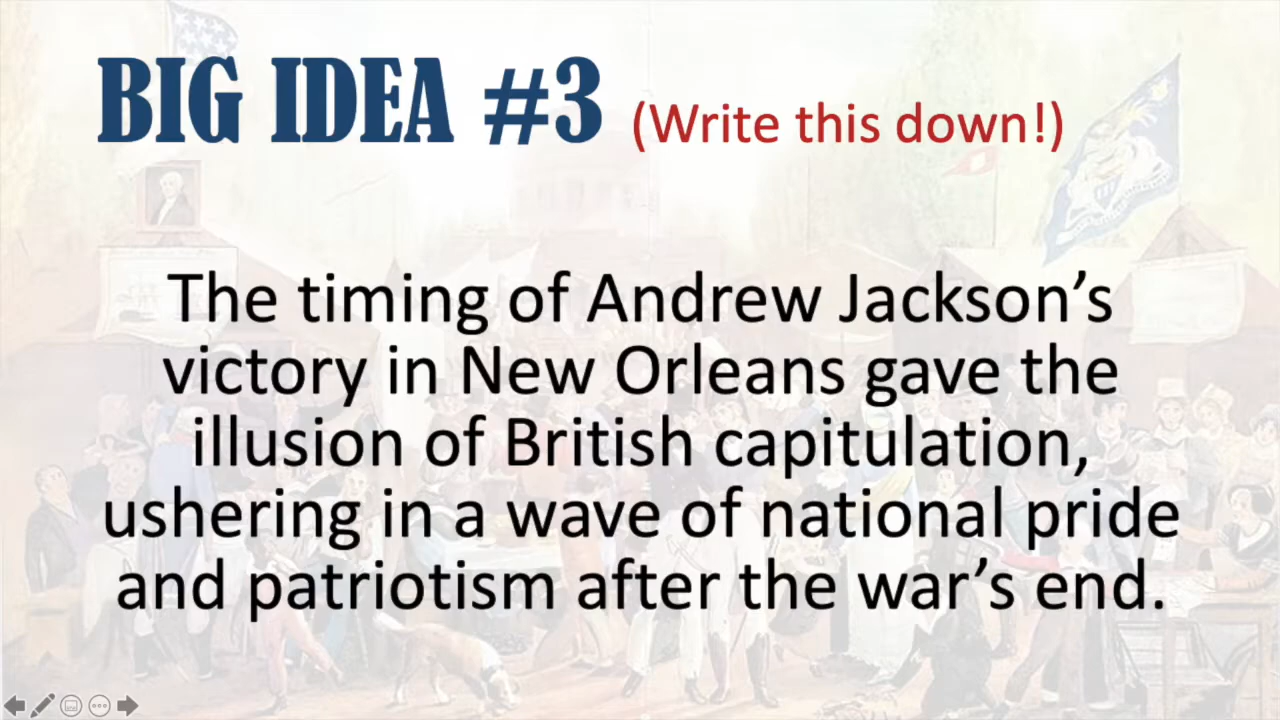 BIG IDEA #3 (Write this down!)
The timing of Andrew Jackson’s
victory in New Orleans gave the
illusion of British capitulation,
ushering in a wave of national pride
and patriotism after the war’s end.